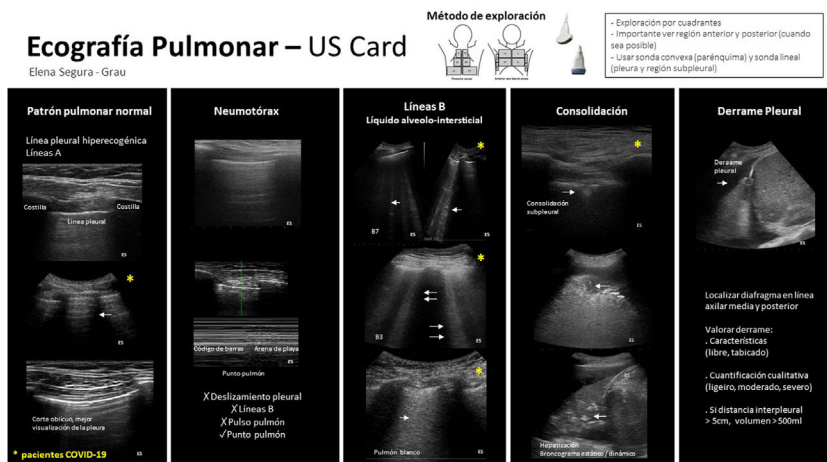 Ecografía Pulmonar – US Card
Elena Segura - Grau
Método de exploración
- Exploración por cuadrantes
- Importante ver región anterior y posterior (cuando
sea posible)
- Usar sonda convexa (parénquima) y sonda lineal
(pleura y región subpleural)
Patrón pulmonar normal
Línea pleural hiperecogénica
Líneas A
Costilla
Costilla
Línea pleural
ES
*
ES
Corte oblicuo, mejor
visualización de la pleura
ES
* pacientes COVID-19
Neumotórax
ES
ES
Código de barras
Arena de playa
Punto pulmón
X Deslizamiento pleural
X Líneas B
X Pulso pulmón
✓ Punto pulmón
Líneas B
Líquido alveolo-intersticial
*
B7
ES
ES
*
B3
ES
*
Pulmón blanco
ES
Consolidación
*
Consolidación
subpleural
ES
ES
Hepatización
Broncograma estático / dinámico
ES
Derrame Pleural
Derrame
pleural
ES
Localizar diafragma en línea
axilar media y posterior
Valorar derrame:
. Características
(libre, tabicado)
. Cuantificación cualitativa
(ligeiro, moderado, severo)
. Si distancia interpleural
> 5cm, volumen >500ml